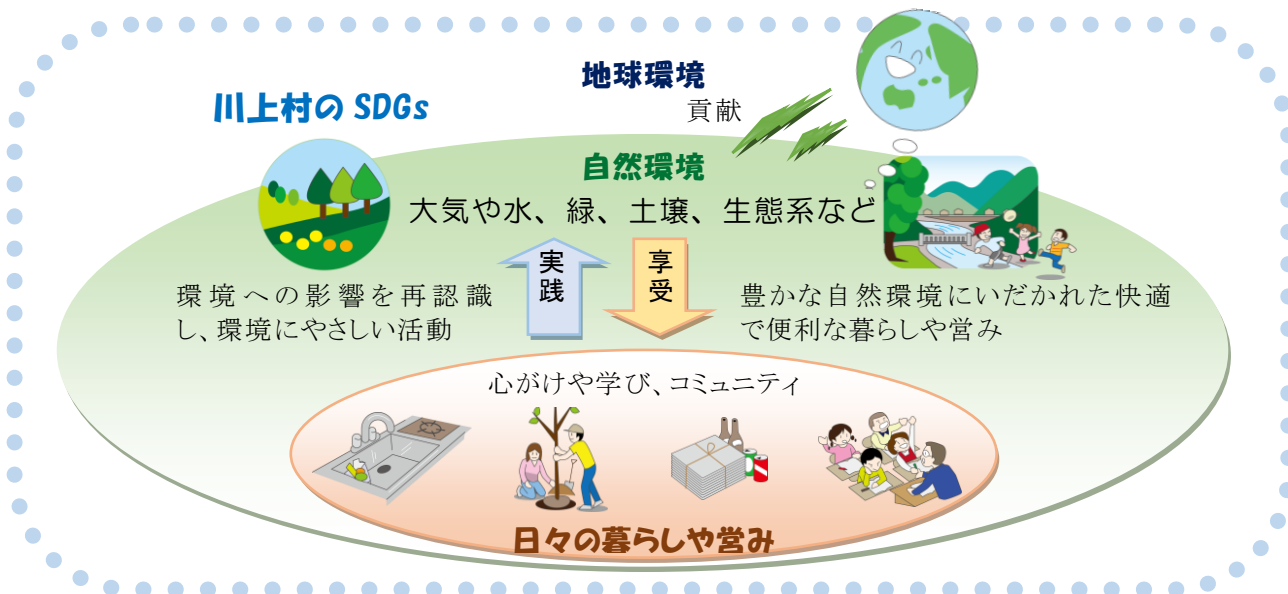 地球環境
川上村の SDGs
貢献
自然環境
大気や水、緑、土壌、生態系など
実践
享受
環境への影響を再認識
し、環境にやさしい活動
豊かな自然環境にいだかれた快適
で便利な暮らしや営み
心がけや学び、コミュニティ
日々の暮らしや営み